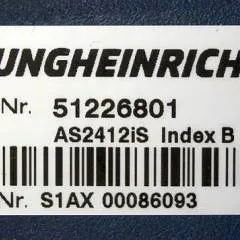 UNGHEINRICH
Nr. 51226801
AS2412iS Index B
Nr. S1AX 00086093